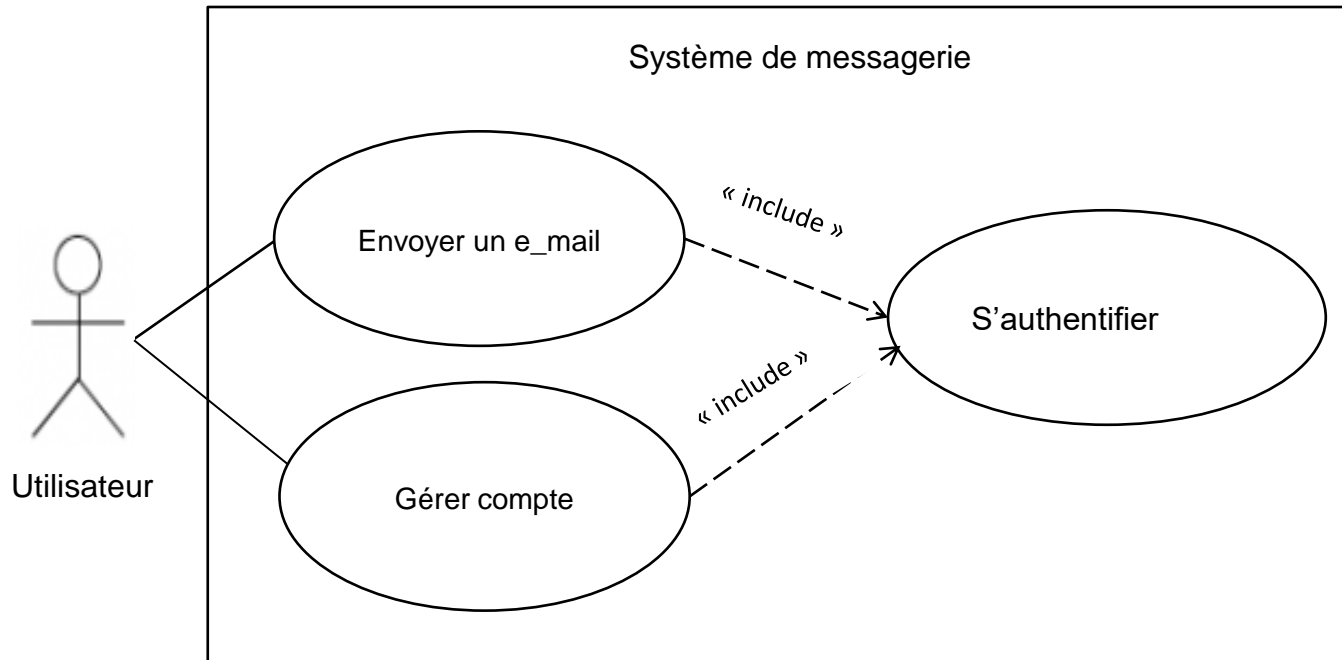 Système de messagerie
« include »
Envoyer un e_mail
S’authentifier
« include »
Utilisateur
Gérer compte